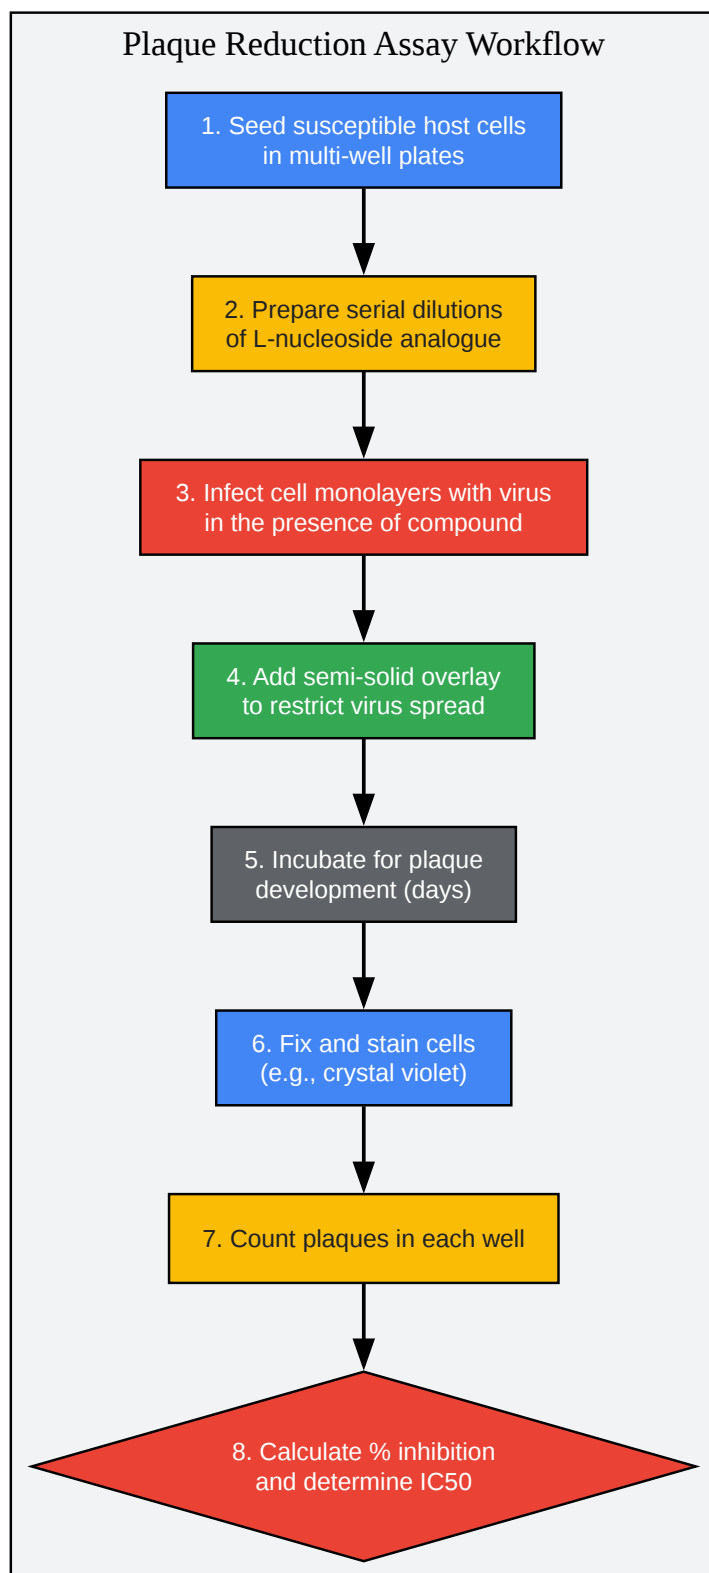 Plaque Reduction Assay Workflow
1. Seed susceptible host cells
in multi-well plates
2. Prepare serial dilutions
of L-nucleoside analogue
3. Infect cell monolayers with virus
in the presence of compound
4. Add semi-solid overlay
to restrict virus spread
5. Incubate for plaque
development (days)
6. Fix and stain cells
(e.g., crystal violet)
7. Count plaques in each well
8. Calculate % inhibition
and determine IC50